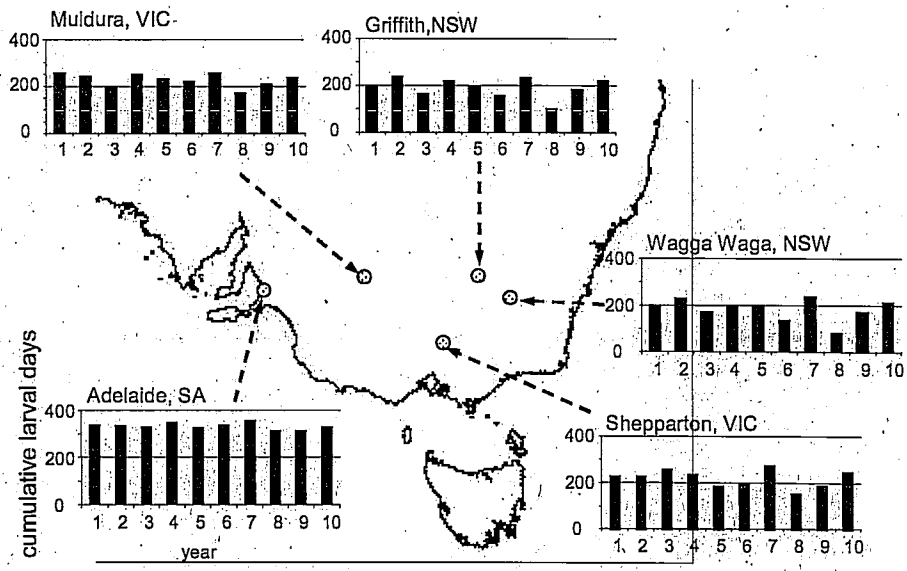 Muldura, VIC
400
200
0
1 2 3 4 5 6 7 8 9 10
Griffith, NSW
400
200
0
1 2 3 4 5 6 7 8 9 10
Wagga Waga, NSW
400
200
0
1 2 3 4 5 6 7 8 9 10
Adelaide, SA
400
200
0
1 2 3 4 5 6 7 8 9 10
year
cumulative larval days
Shepparton, VIC
400
200
0
1 2 3 4 5 6 7 8 9 10